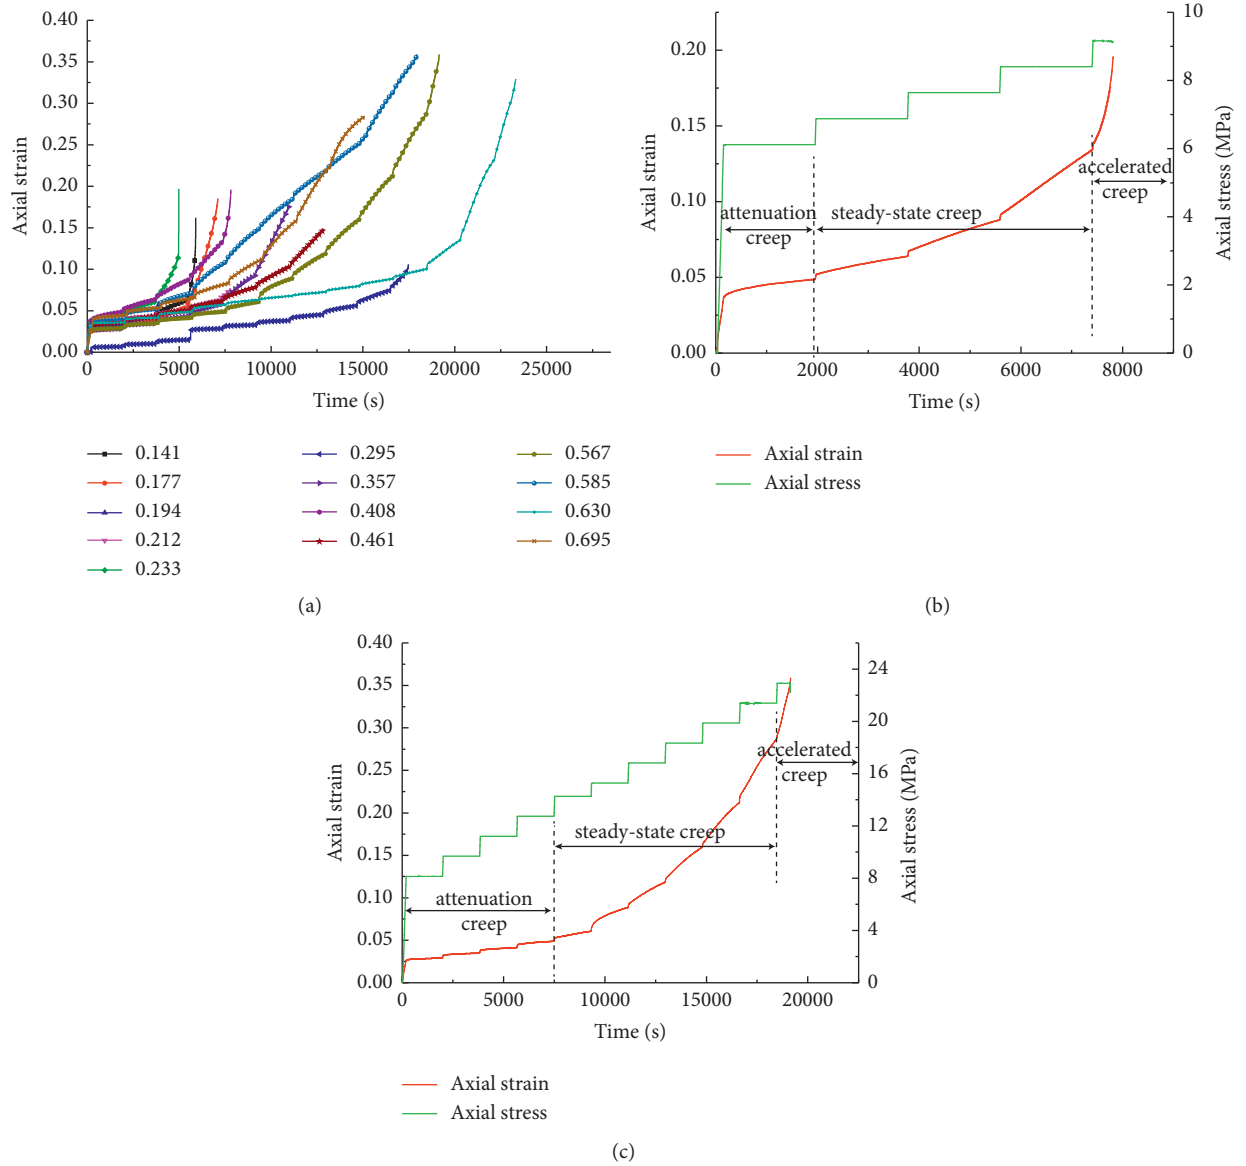 0.40
0.35
0.30
0.25
0.20
0.15
0.10
0.05
0.00
Axial strain
0
5000
10000
15000
20000
25000
Time (s)
0.141
0.177
0.194
0.212
0.233
0.295
0.357
0.408
0.461
0.567
0.585
0.630
0.695
(a)
0.20
0.15
0.10
0.05
0.00
Axial strain
10
8
6
4
2
0
Axial stress (MPa)
attenuation
creep
steady-state creep
accelerated
creep
0
2000
4000
6000
8000
Time (s)
Axial strain
Axial stress
(b)
0.40
0.35
0.30
0.25
0.20
0.15
0.10
0.05
0.00
Axial strain
24
20
16
12
8
4
0
Axial stress (MPa)
accelerated
creep
steady-state creep
attenuation
creep
0
5000
10000
15000
20000
Time (s)
Axial strain
Axial stress
(c)